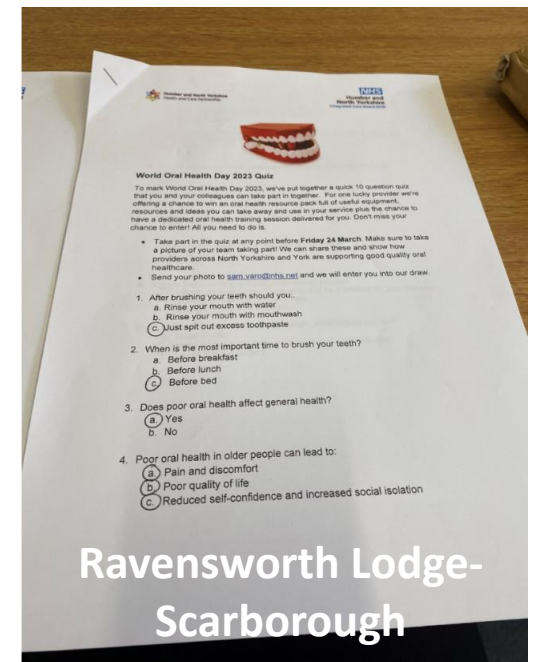 Humber and North Yorkshire
Health and Care Partnership
NHS
Humber and
North Yorkshire
Integrated Care Board (ICB)
World Oral Health Day 2023 Quiz
To mark World Oral Health Day 2023, we've put together a quick 10 question quiz
that you and your colleagues can take part in together. For one lucky provider we're
offering a chance to win an oral health resource pack full of useful equipment,
resources and ideas you can take away and use in your service plus the chance to
have a dedicated oral health training session delivered for you. Don't miss your
chance to enter! All you need to do is.
• Take part in the quiz at any point before Friday 24 March. Make sure to take
a picture of your team taking part! We can share these and show how
providers across North Yorkshire and York are supporting good quality oral
healthcare.
• Send your photo to sam.varo@nhs.net and we will enter you into our draw.
1. After brushing your teeth should you..
a. Rinse your mouth with water
b. Rinse your mouth with mouthwash
c. Just spit out excess toothpaste
2. When is the most important time to brush your teeth?
a. Before breakfast
b. Before lunch
c. Before bed
3. Does poor oral health affect general health?
a. Yes
b. No
4. Poor oral health in older people can lead to:
a. Pain and discomfort
b. Poor quality of life
c. Reduced self-confidence and increased social isolation
Ravensworth Lodge-
Scarborough